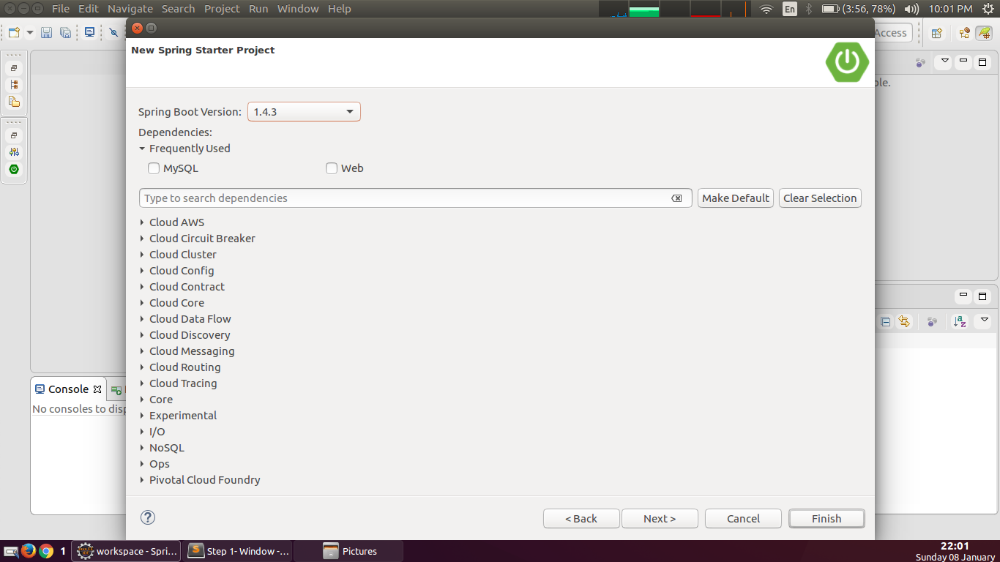 File Edit Navigate Search Project Run Window Help
En (3:56, 78%) 10:01 PM
Access
New Spring Starter Project
Spring Boot Version: 1.4.3
Dependencies:
Frequently Used
MySQL Web
Type to search dependencies Make Default Clear Selection
Cloud AWS
Cloud Circuit Breaker
Cloud Cluster
Cloud Config
Cloud Contract
Cloud Core
Cloud Data Flow
Cloud Discovery
Cloud Messaging
Cloud Routing
Cloud Tracing
Core
Experimental
I/O
NoSQL
Ops
Pivotal Cloud Foundry
Console
No consoles to disp
< Back Next > Cancel Finish
1 workspace - Spri... Step 1- Window -... Pictures
22:01
Sunday 08 January